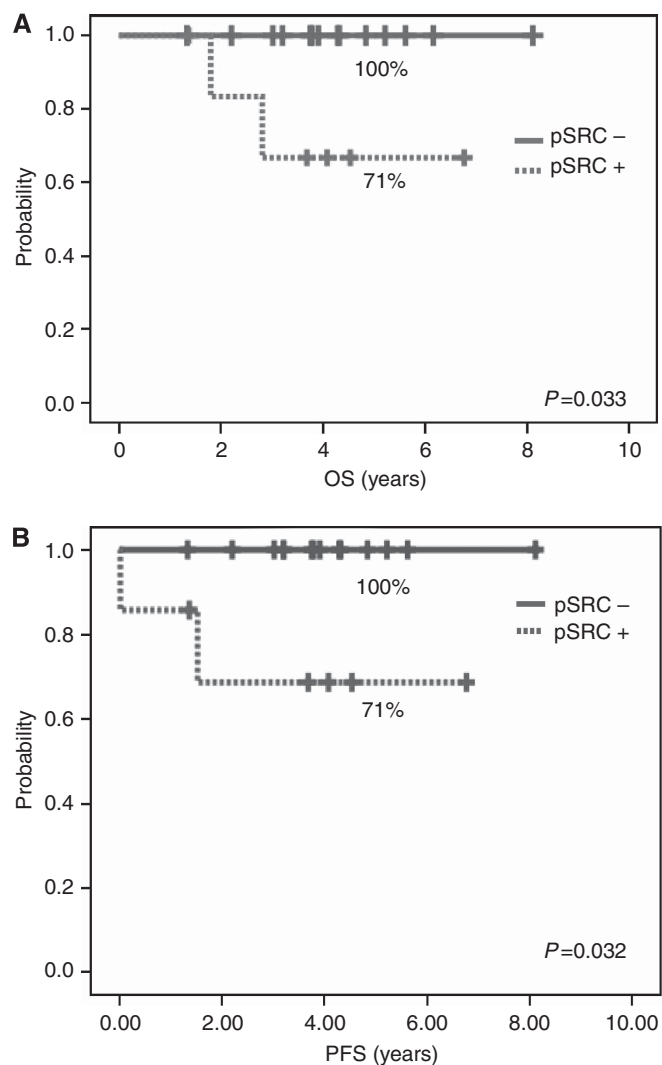 A
1.0
0.8
0.6
0.4
0.2
0.0
Probability
100%
71%
pSRC –
pSRC +
P=0.033
0 2 4 6 8 10
OS (years)
B
1.0
0.8
0.6
0.4
0.2
0.0
Probability
100%
71%
pSRC –
pSRC +
P=0.032
0.00 2.00 4.00 6.00 8.00 10.00
PFS (years)